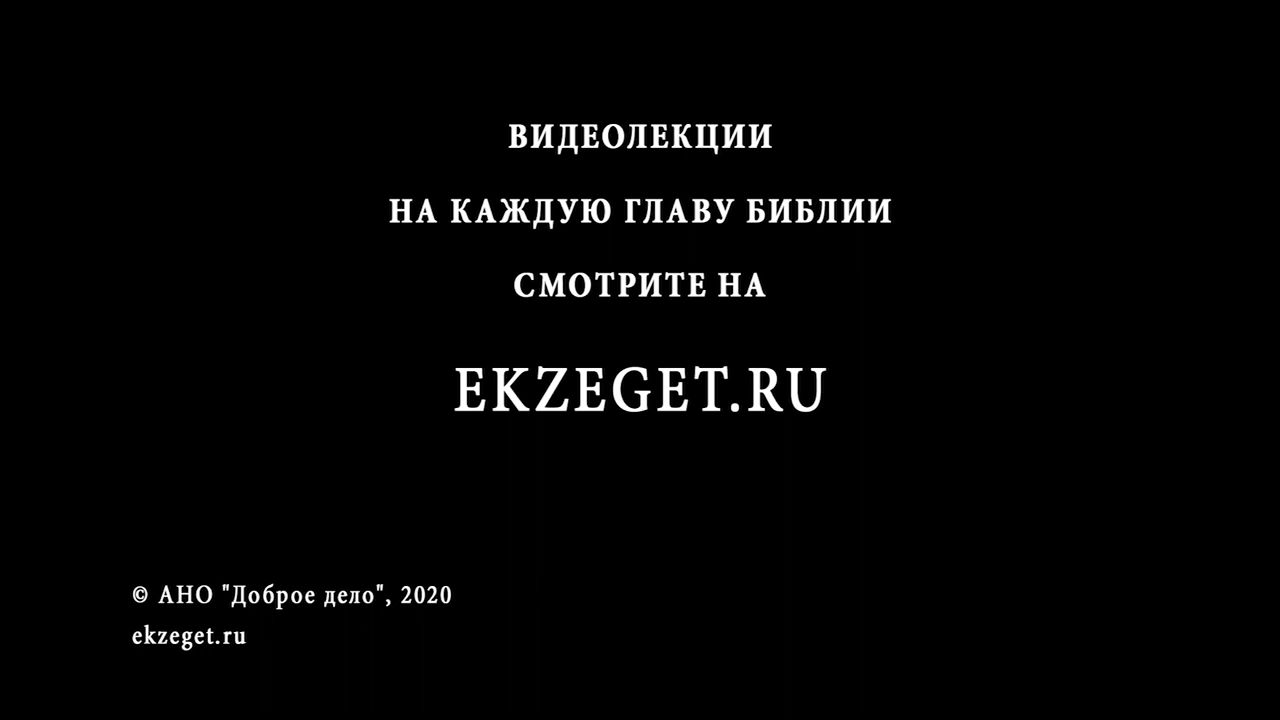 ВИДЕОЛЕКЦИИ
НА КАЖДУЮ ГЛАВУ БИБЛИИ
СМОТРИТЕ НА
EKZEGET.RU
© АНО "Доброе дело", 2020
ekzeget.ru